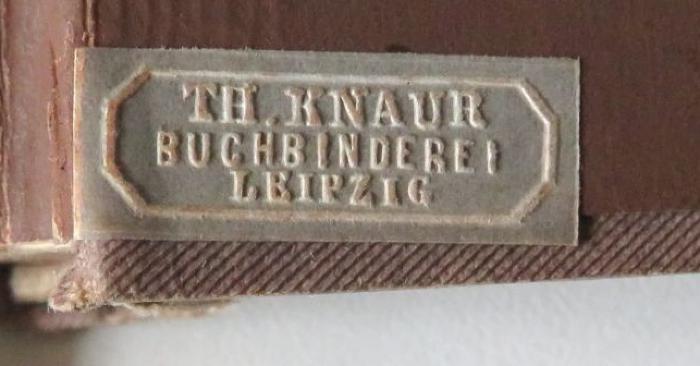 TH. KNAUR
BUCHBINDEREI
LEIPZIG